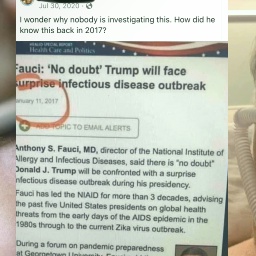 Jul 30, 2020 ·
I wonder why nobody is investigating this. How did he
know this back in 2017?
HEALIO SPECIAL REPORT
Health Care and Politics
Fauci: 'No doubt' Trump will face
surprise infectious disease outbreak
January 11, 2017
ADD TOPIC TO EMAIL ALERTS
Anthony S. Fauci, MD, director of the National Institute of
Allergy and Infectious Diseases, said there is "no doubt"
Donald J. Trump will be confronted with a surprise
infectious disease outbreak during his presidency.
Fauci has led the NIAID for more than 3 decades, advising
the past five United States presidents on global health
threats from the early days of the AIDS epidemic in the
1980s through to the current Zika virus outbreak.
During a forum on pandemic preparedness
at Georgetown University, Fauci